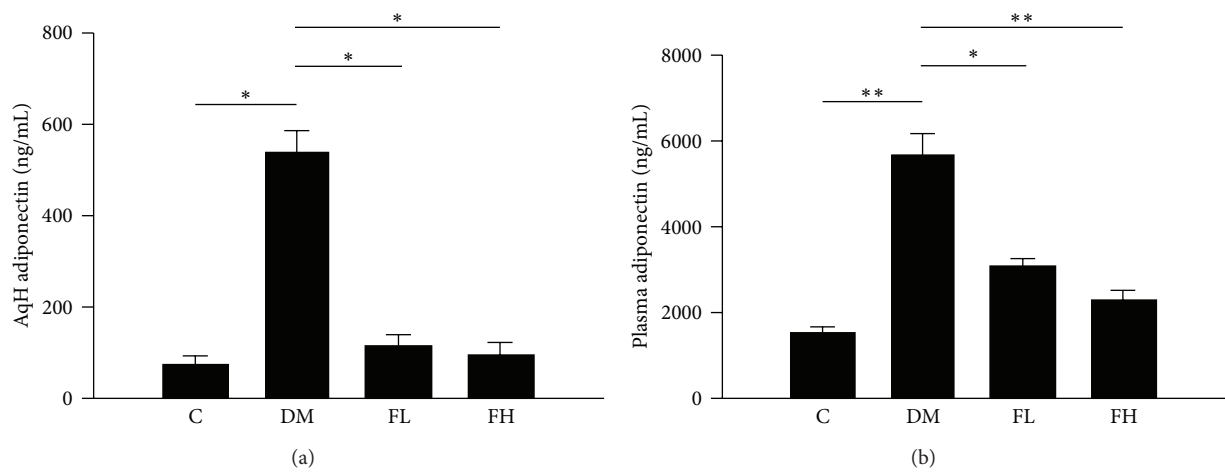 AqH adiponectin (ng/mL)
800
600
400
200
0
*
*
*
C DM FL FH
(a)
Plasma adiponectin (ng/mL)
8000
6000
4000
2000
0
**
*
**
C DM FL FH
(b)